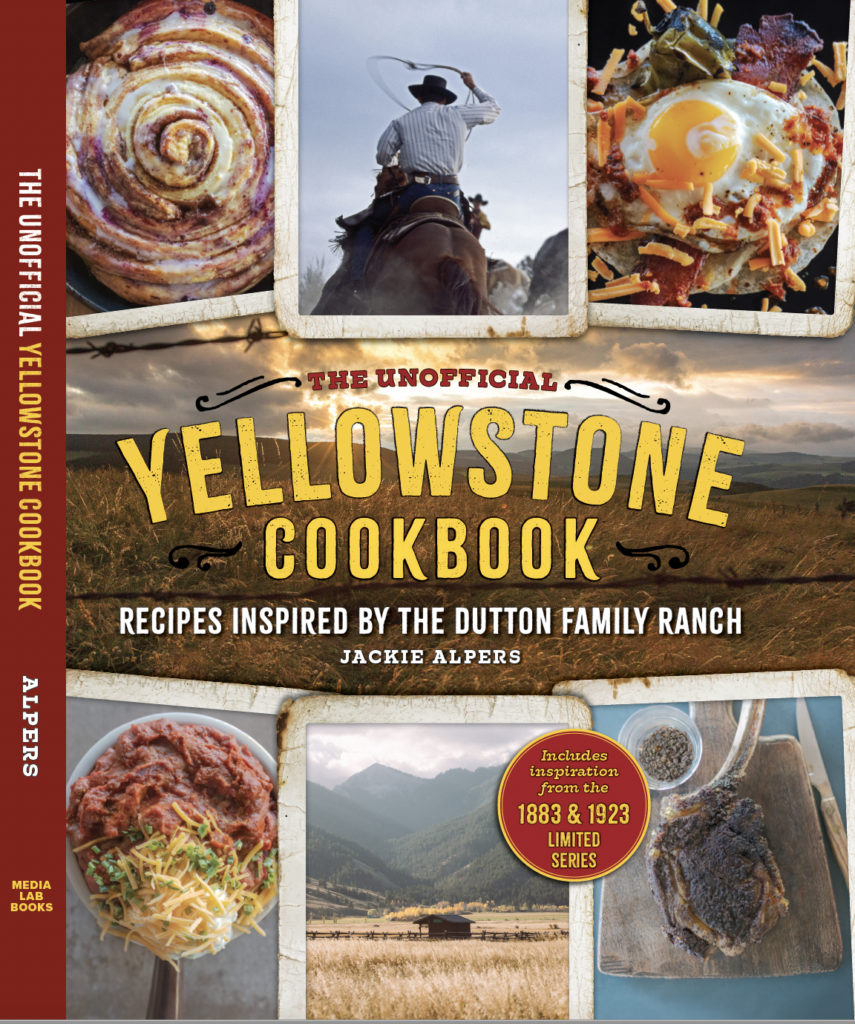 THE UNOFFICIAL YELLOWSTONE COOKBOOK
ALPERS
MEDIA
LAB
BOOKS
THE UNOFFICIAL
YELLOWSTONE
COOKBOOK
RECIPES INSPIRED BY THE DUTTON FAMILY RANCH
JACKIE ALPERS
Includes
inspiration
from the
1883 & 1923
LIMITED
SERIES